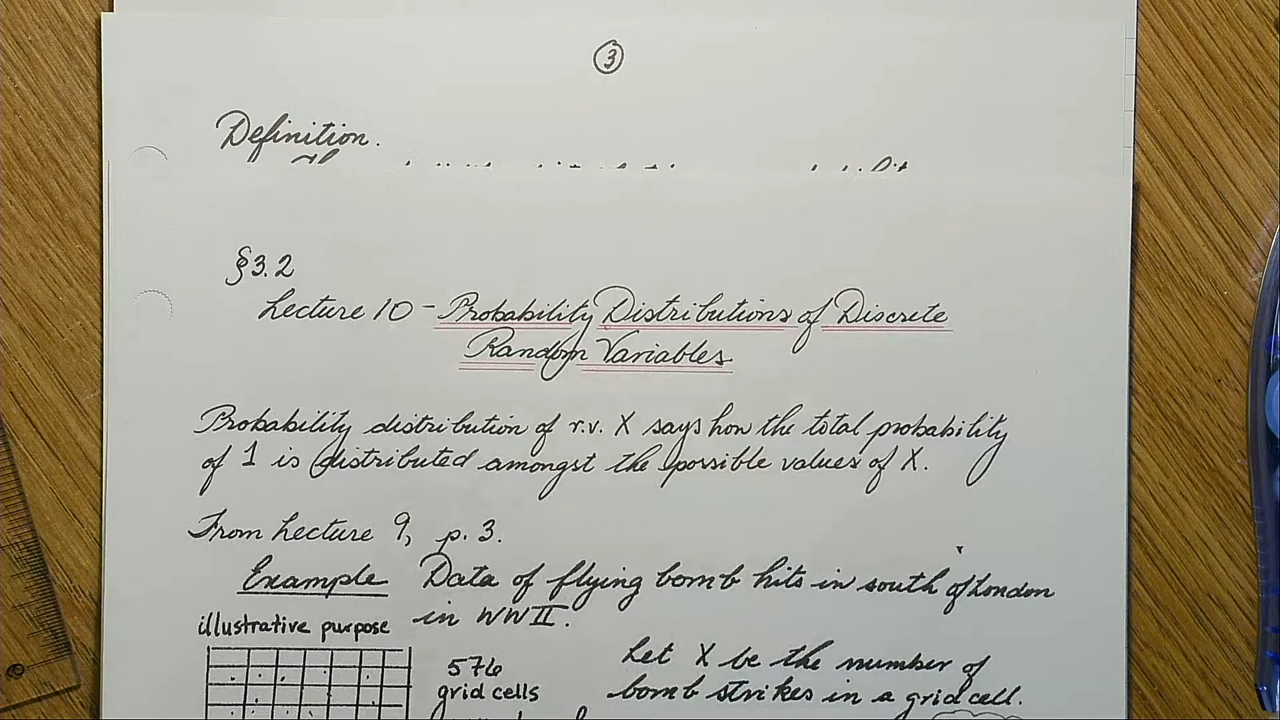 ③
Definition.
§3.2
Lecture 10 - Probability Distributions of Discrete
Random Variables
Probability distribution of r.v. X says how the total probability
of 1 is distributed amongst the possible values of X.
From Lecture 9, p. 3.
Example Data of flying bomb hits in south of London
in WWII.
illustrative purpose
576
grid cells
Let X be the number of
bomb strikes in a grid cell.